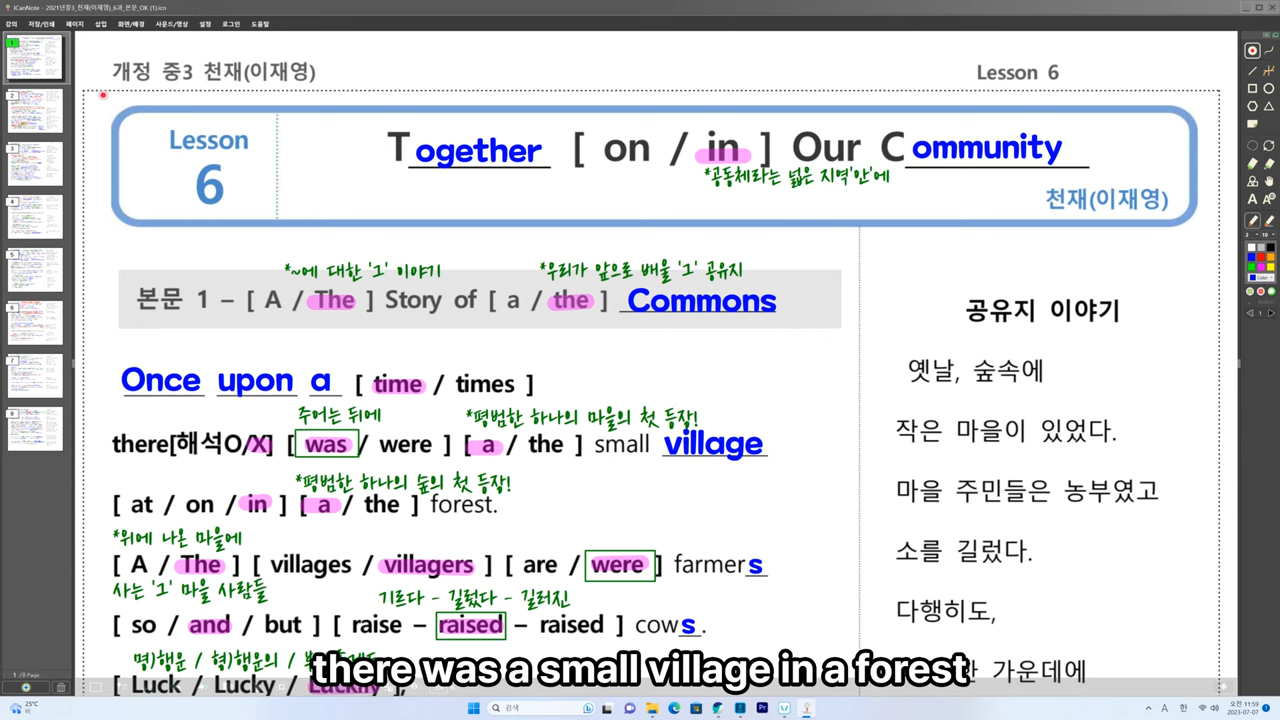 ICanNote - 2021년중3_천재(이재영)_6과_본문_OK (1).icn
강의 저장/인쇄 페이지 삽입 화면/배경 사운드/영상 설정 로그인 도움말
개정 중3 천재(이재영) Lesson 6
Lesson 6
Together [ on / in ] Our Community
*공동체라는 넓은 지역'안'에
천재(이재영)
~에 대한 그 이야기 *우리가 앞으로 배울 '그' 공유지
본문 1 – [ A / The ] Story of [ a / the ] Commons
Once upon a [ time / times ]
주어는 뒤에 *평범한 하나의 마을의 첫 등장!
there[해석O/X] [ was / were ] [ a / the ] small village
*평범한 하나의 숲의 첫 등장!
[ at / on / in ] [ a / the ] forest.
*위에 나온 마을에
[ A / The ] [ villages / villagers ] [ are / were ] farmers
사는 '그' 마을 사람들 기르다 - 길렀다 - 길러진
[ so / and / but ] [ raise – raised – raised ] cows.
명)행운 / 형)행운의 /
[ Luck / Lucky / Luckily ],
공유지 이야기
옛날, 숲속에
작은 마을이 있었다.
마을 주민들은 농부였고
소를 길렀다.
다행히도,
가운데에
there was a small village in a forest
1 / 8 Page
25°C
검색
오전 11:59
2023-07-07